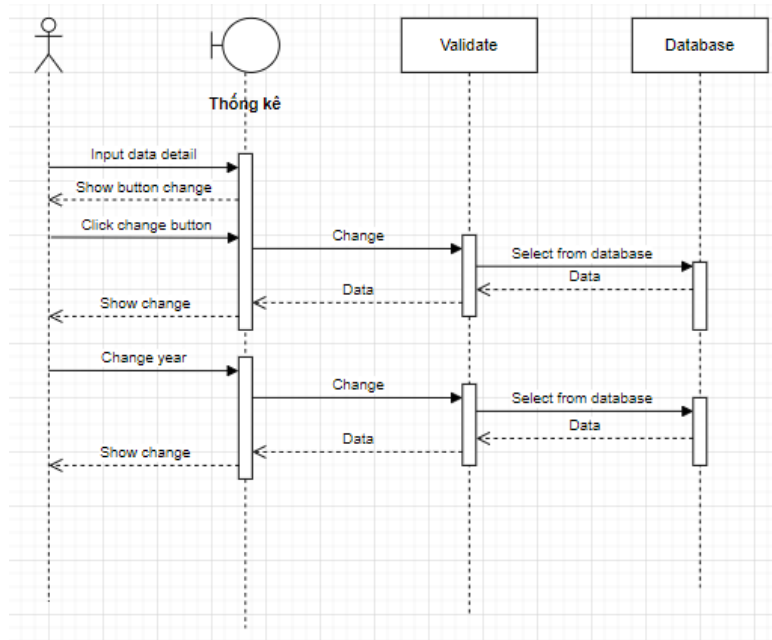 Validate
Database
Thống kê
Input data detail
Show button change
Click change button
Change
Select from database
Data
Data
Show change
Change year
Change
Select from database
Data
Data
Show change